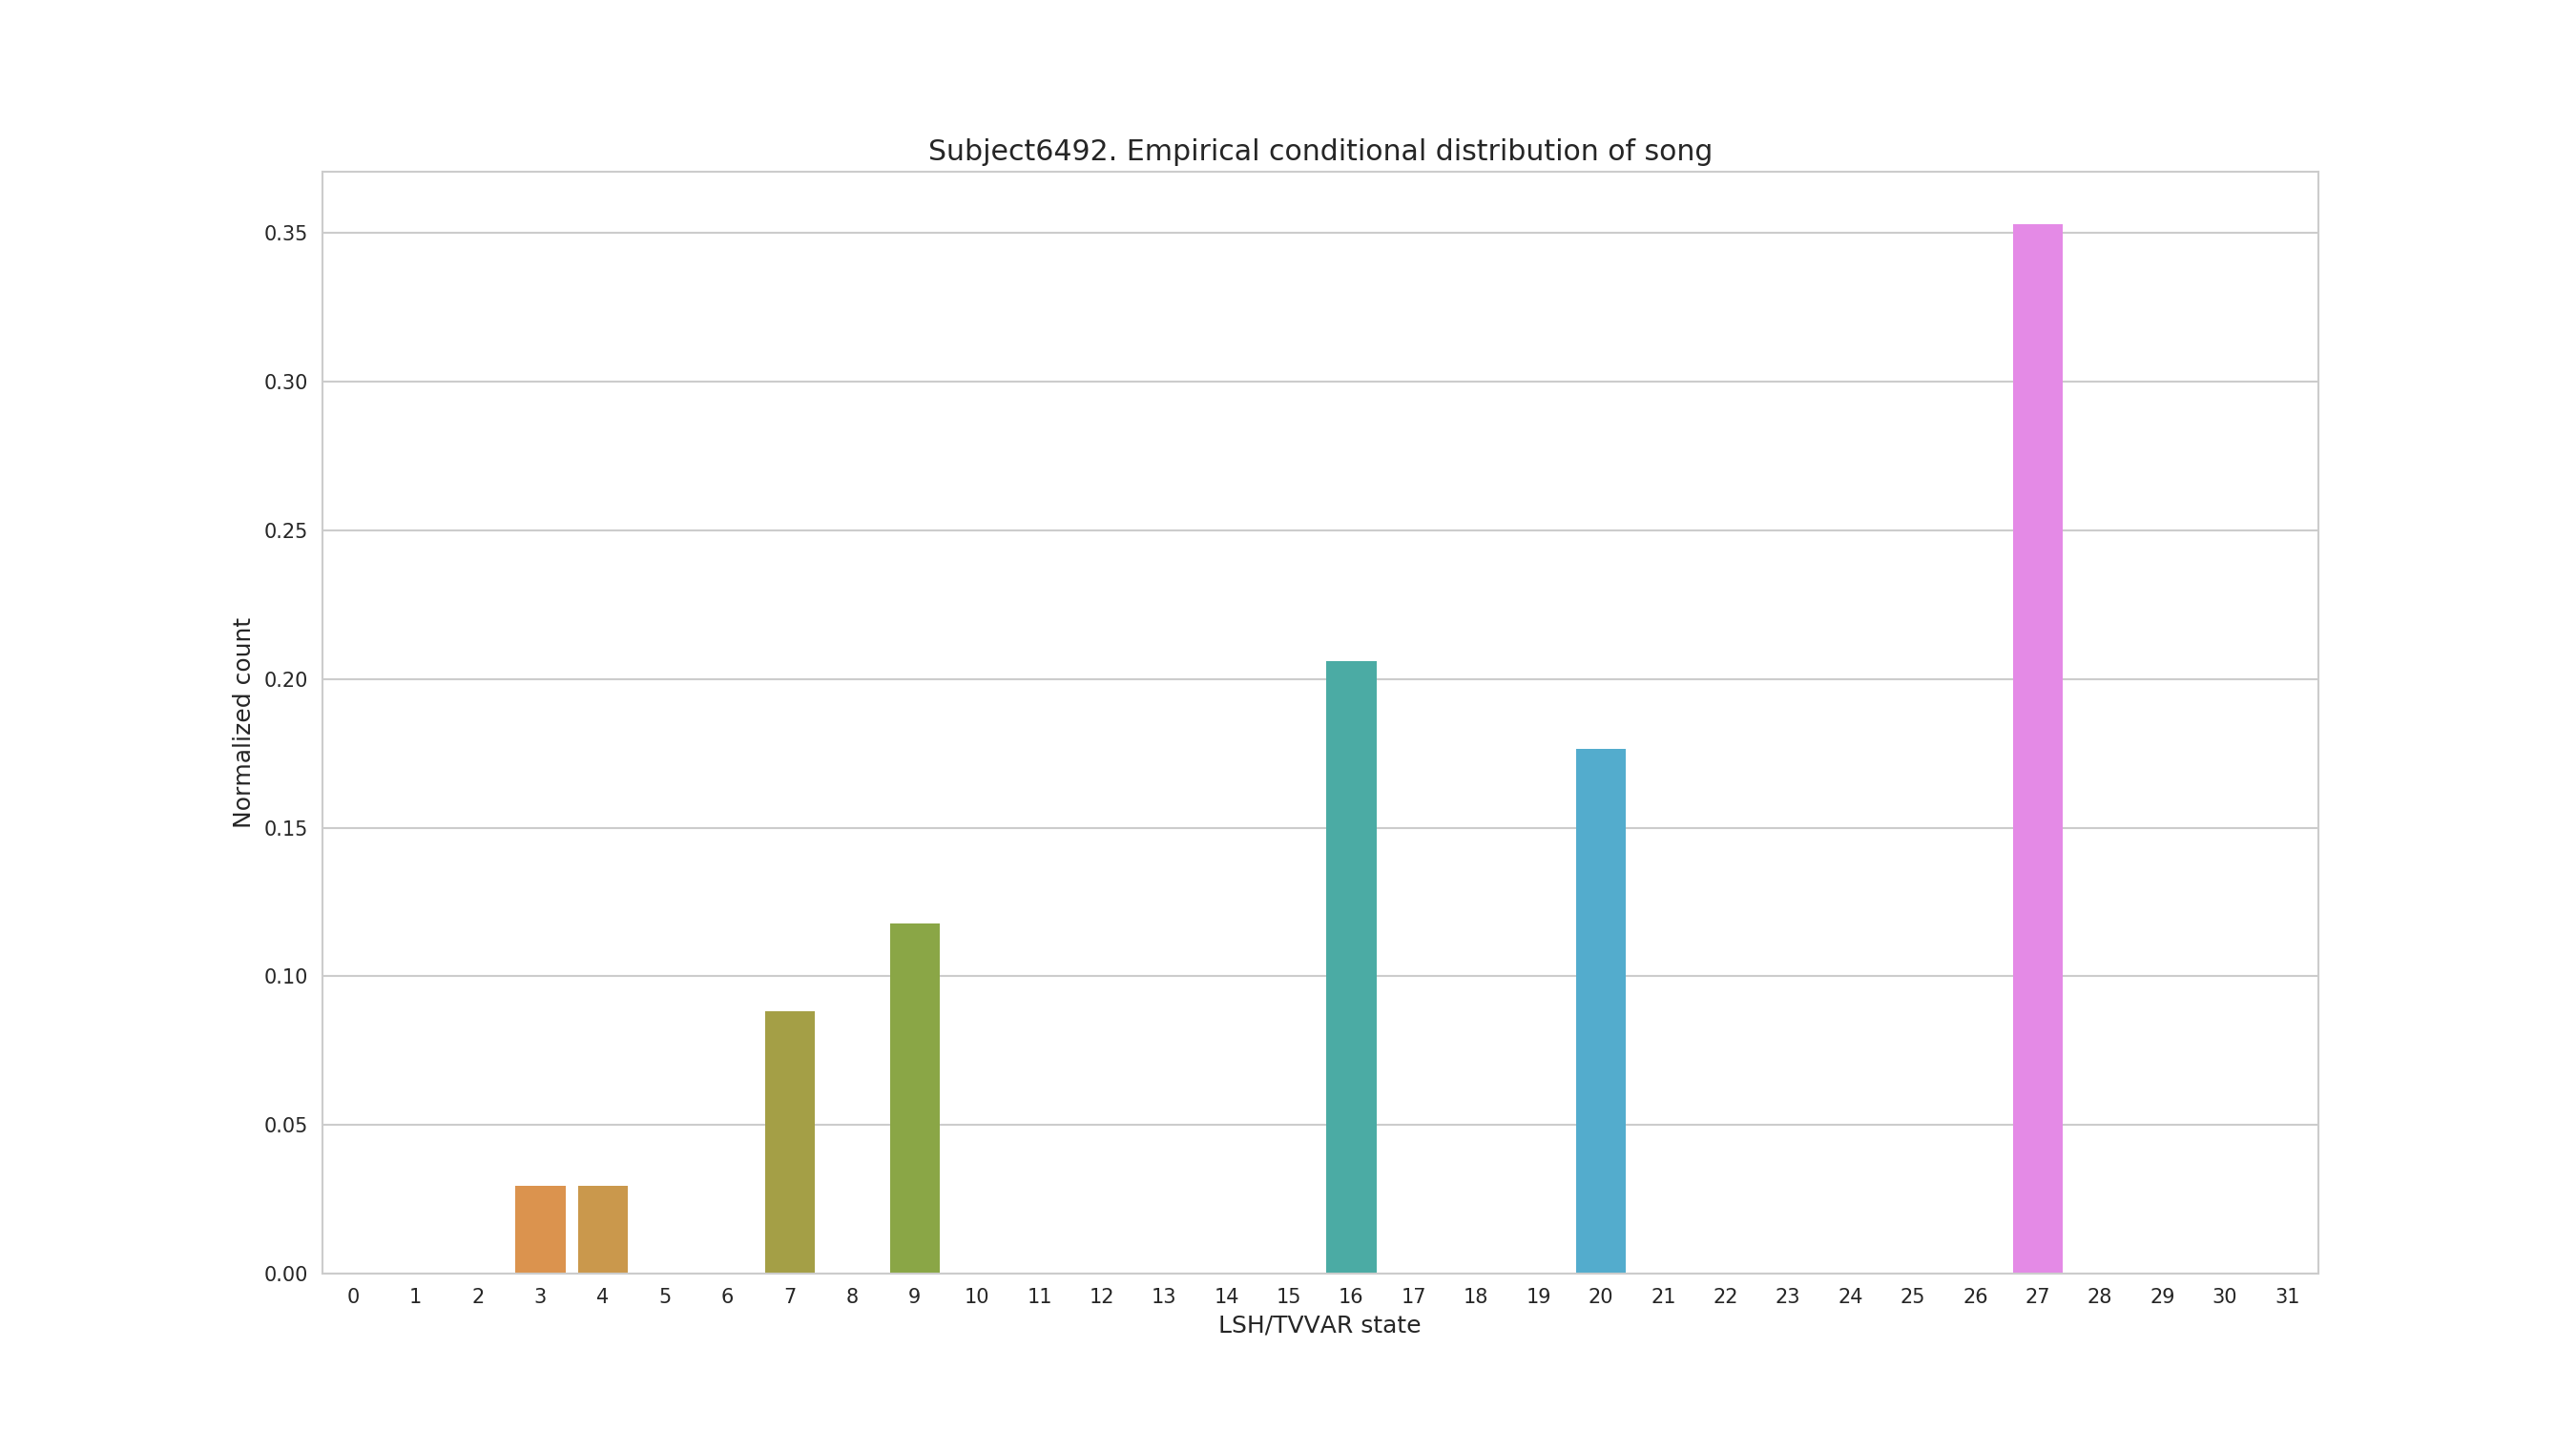 Subject6492. Empirical conditional distribution of song
Normalized count
0.35
0.30
0.25
0.20
0.15
0.10
0.05
0.00
0 1 2 3 4 5 6 7 8 9 10 11 12 13 14 15 16 17 18 19 20 21 22 23 24 25 26 27 28 29 30 31
LSH/TVVAR state